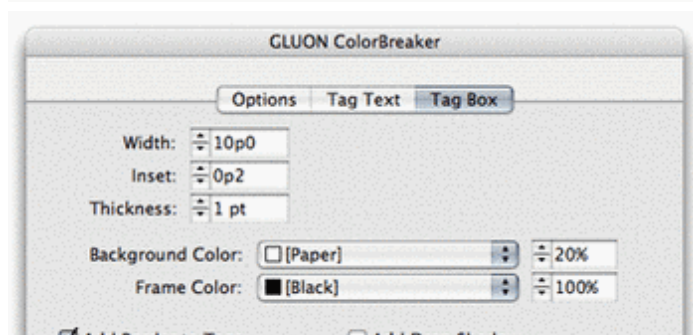 GLUON ColorBreaker
Options Tag Text Tag Box
Width: 10p0
Inset: 0p2
Thickness: 1 pt
Background Color: [Paper] 20%
Frame Color: [Black] 100%